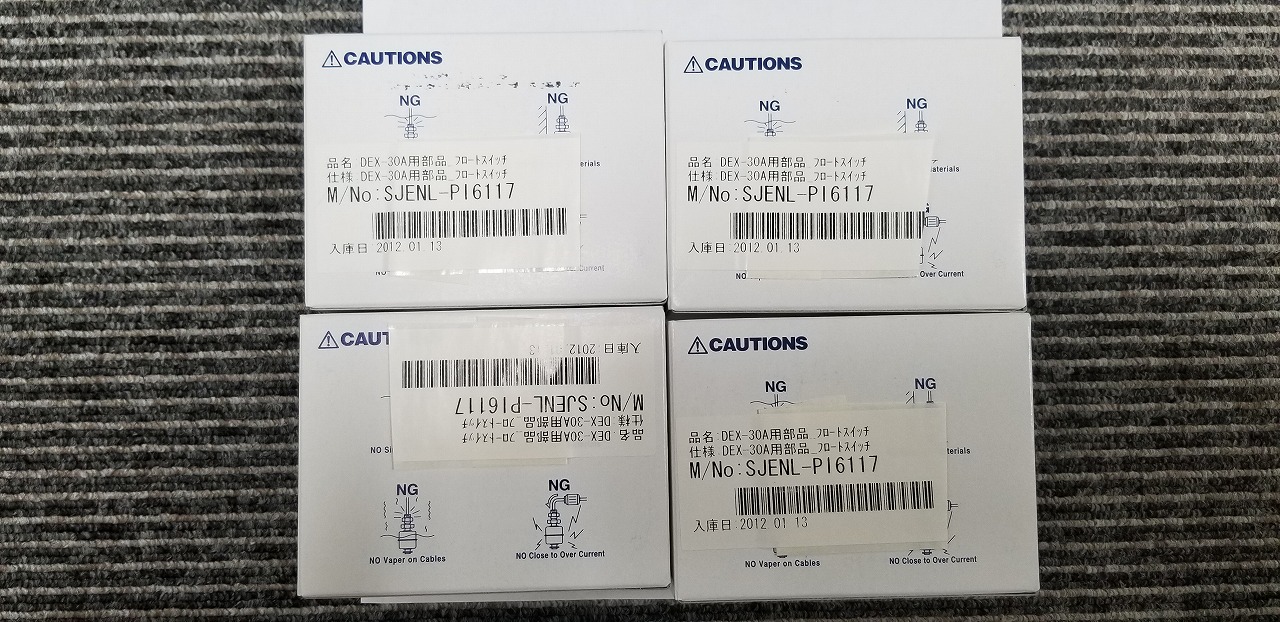 CAUTIONS
NG NG
品名 DEX-30A用部品_フロートスイッチ
仕様 DEX-30A用部品_フロートスイッチ
M/No:SJENL-PI6117
入庫日 2012 01 13
CAUTIONS
NG NG
品名 DEX-30A用部品_フロートスイッチ
仕様 DEX-30A用部品_フロートスイッチ
M/No:SJENL-PI6117
入庫日 2012 01 13
Over Current
品名 DEX-30A用部品_フロートスイッチ
仕様 DEX-30A用部品_フロートスイッチ
M/No:SJENL-PI6117
入庫日 2012 13
NG NG
NO Vaper on Cables
NO Close to Over Current
CAUTIONS
NG NG
品名 DEX-30A用部品_フロートスイッチ
仕様 DEX-30A用部品_フロートスイッチ
M/No:SJENL-PI6117
入庫日 2012 01 13
NO Vaper on Cables
NO Close to Over Current